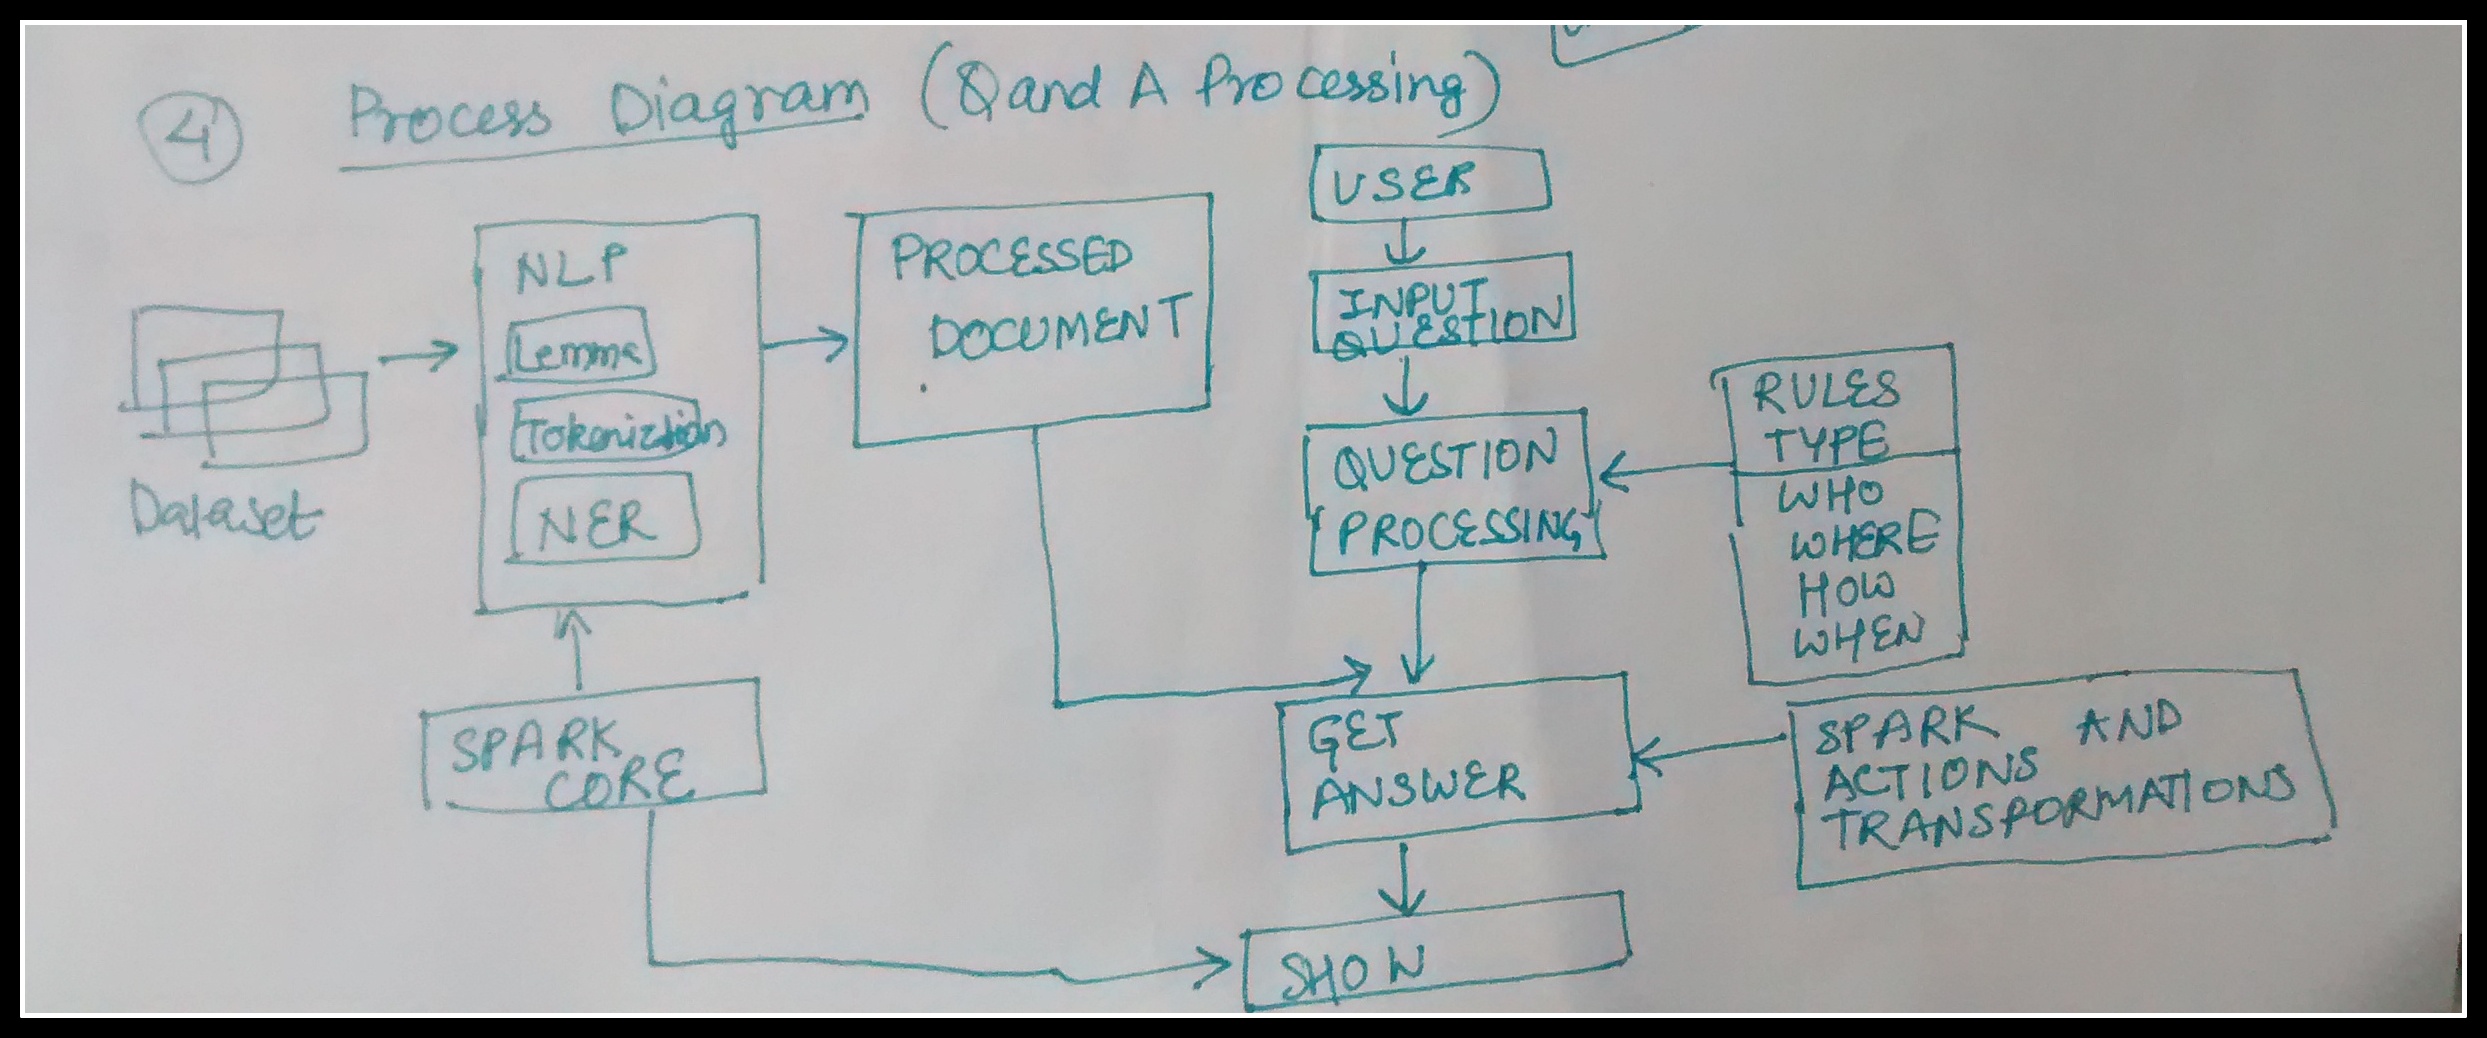 4
Process Diagram (Q and A Processing)
USER
INPUT
QUESTION
NLP
Lemma
Tokeniztion
NER
PROCESSED
DOCUMENT
Dataset
QUESTION
PROCESSING
RULES
TYPE
WHO
WHERE
HOW
WHEN
SPARK
CORE
GET
ANSWER
SPARK AND
ACTIONS
TRANSFORMATIONS
SHOW